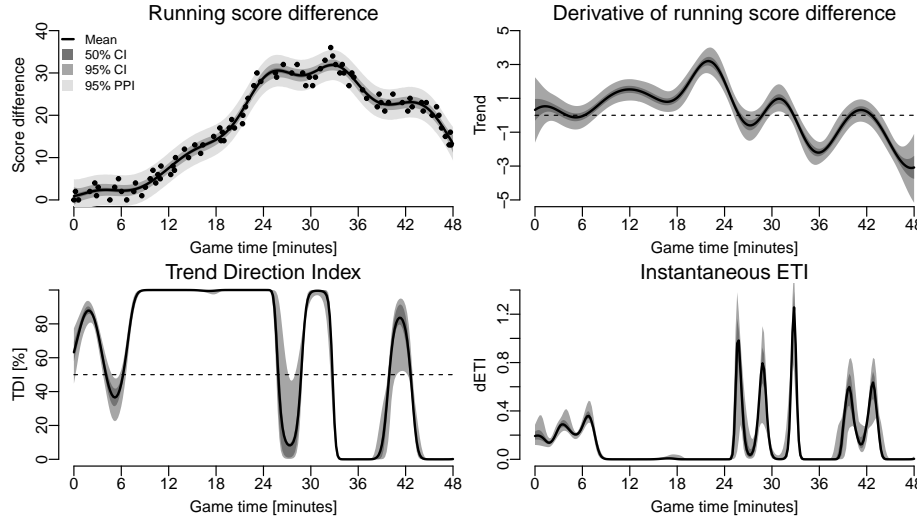 Running score difference
Mean
50% CI
95% CI
95% PPI
Score difference
0 10 20 30 40
0 6 12 18 24 30 36 42 48
Game time [minutes]
Derivative of running score difference
Trend
−5 −3 −1 1 3 5
0 6 12 18 24 30 36 42 48
Game time [minutes]
Trend Direction Index
TDI [%]
0 20 40 60 80
0 6 12 18 24 30 36 42 48
Game time [minutes]
Instantaneous ETI
dETI
0.0 0.4 0.8 1.2
0 6 12 18 24 30 36 42 48
Game time [minutes]